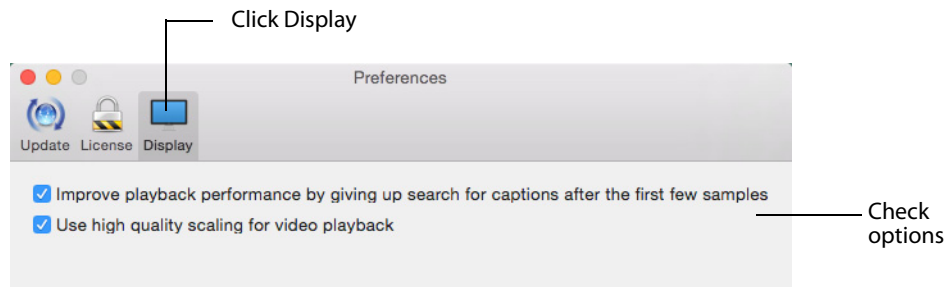 Click Display
Preferences
Update License Display
Improve playback performance by giving up search for captions after the first few samples
Use high quality scaling for video playback
Check
options